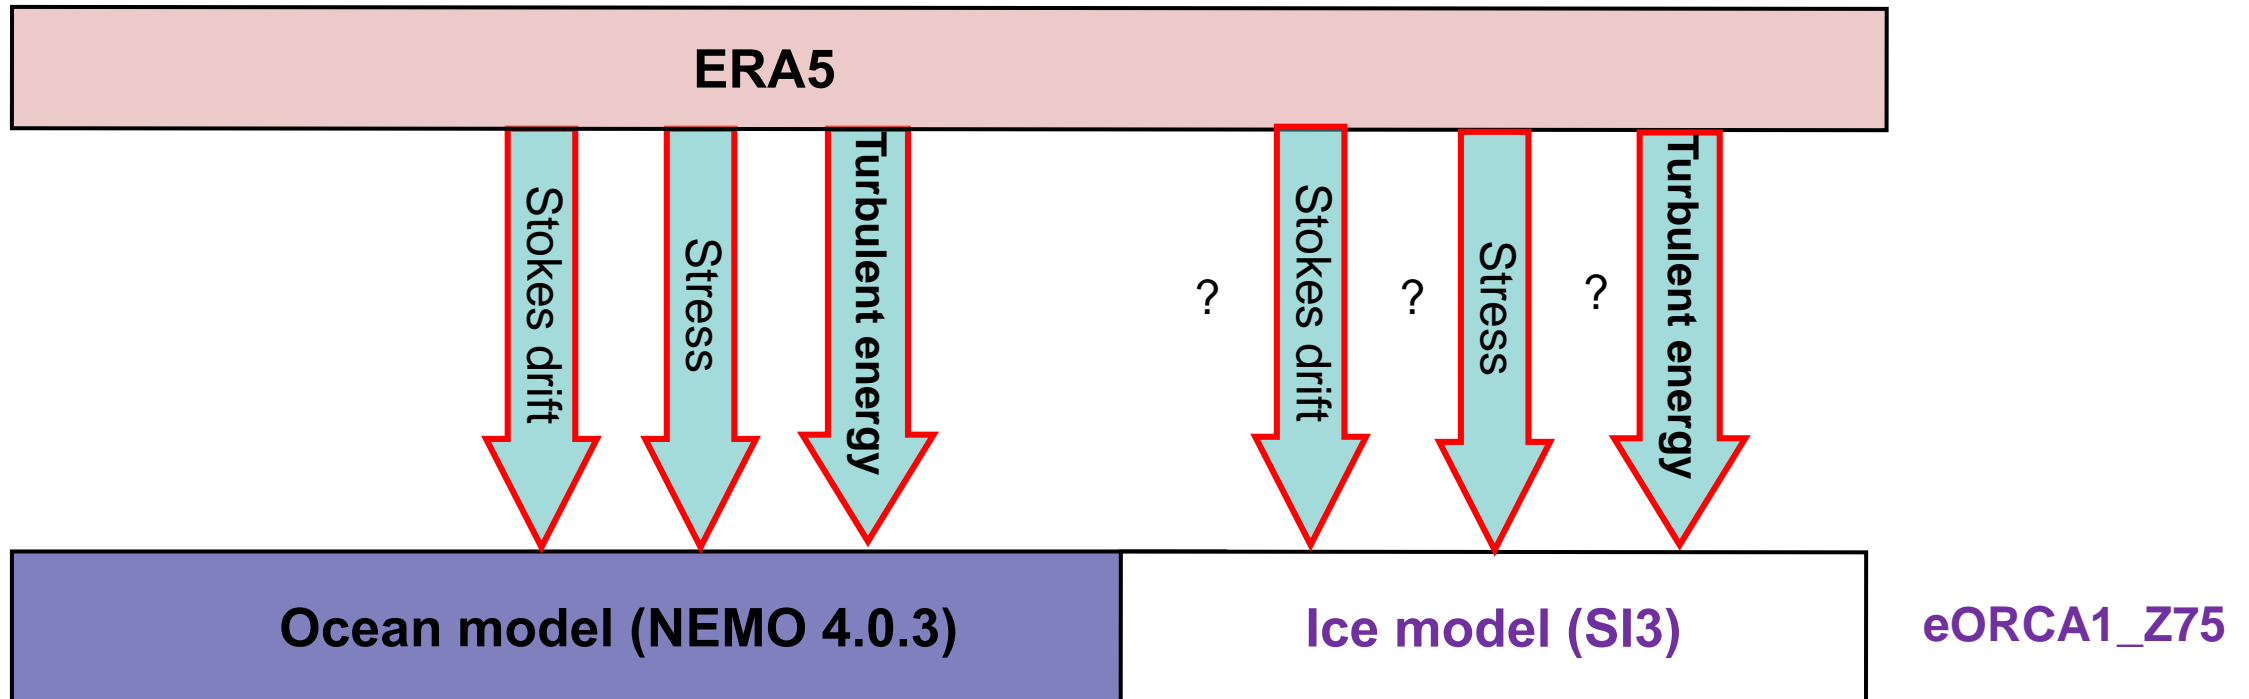 ERA5
Stokes drift
Stress
Turbulent energy
?
Stokes drift
?
Stress
?
Turbulent energy
Ocean model (NEMO 4.0.3)
Ice model (SI3)
eORCA1_Z75